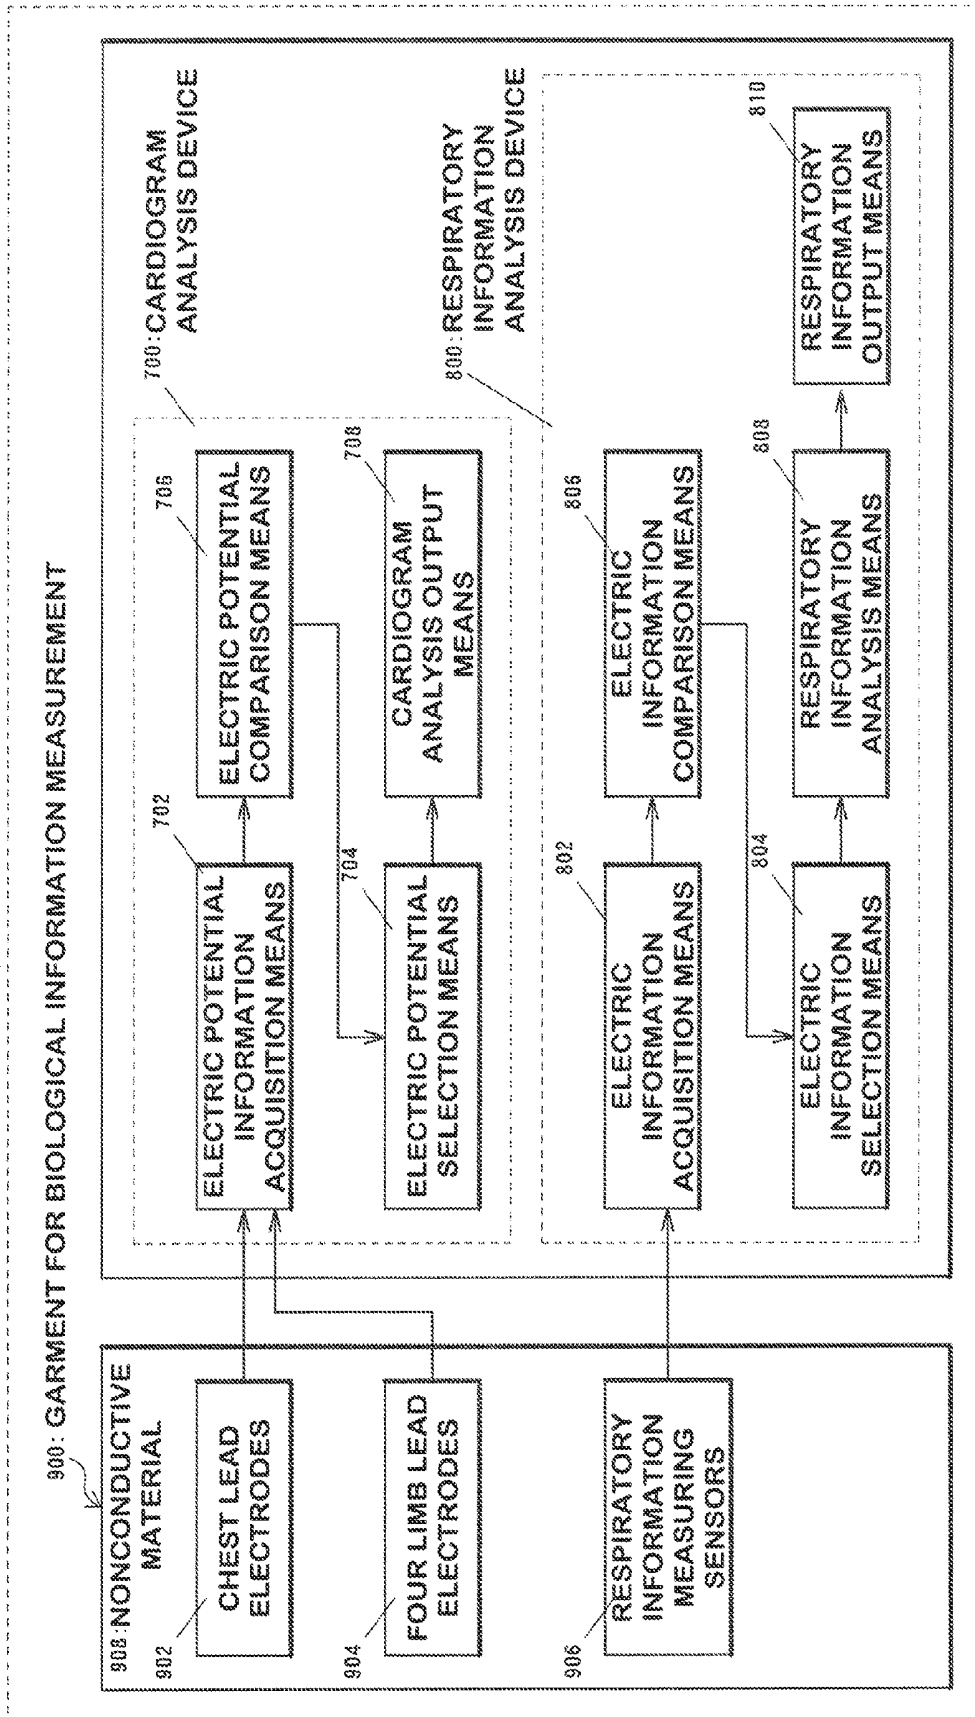 900: GARMENT FOR BIOLOGICAL INFORMATION MEASUREMENT
908:NONCONDUCTIVE
MATERIAL
902
CHEST LEAD
ELECTRODES
904
FOUR LIMB LEAD
ELECTRODES
906
RESPIRATORY
INFORMATION
MEASURING
SENSORS
700:CARDIOGRAM
ANALYSIS DEVICE
702
ELECTRIC POTENTIAL
INFORMATION
ACQUISITION MEANS
706
ELECTRIC POTENTIAL
COMPARISON MEANS
704
ELECTRIC POTENTIAL
SELECTION MEANS
708
CARDIOGRAM
ANALYSIS OUTPUT
MEANS
800:RESPIRATORY
INFORMATION
ANALYSIS DEVICE
802
ELECTRIC
INFORMATION
ACQUISITION MEANS
806
ELECTRIC
INFORMATION
COMPARISON MEANS
804
ELECTRIC
INFORMATION
SELECTION MEANS
808
RESPIRATORY
INFORMATION
ANALYSIS MEANS
810
RESPIRATORY
INFORMATION
OUTPUT MEANS